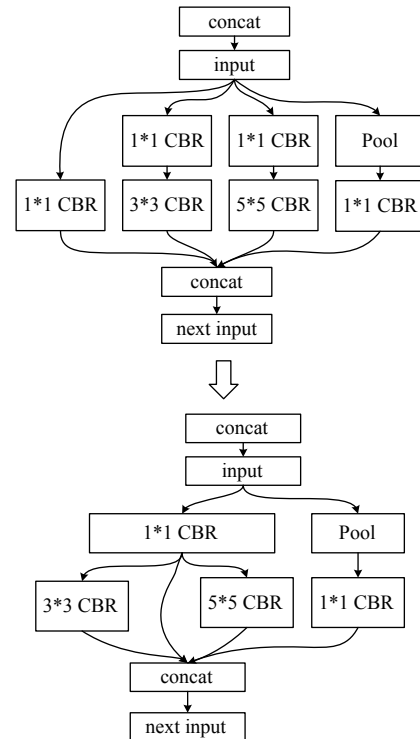 concat
input
1*1 CBR
1*1 CBR
Pool
1*1 CBR
3*3 CBR
5*5 CBR
1*1 CBR
concat
next input
concat
input
1*1 CBR
Pool
3*3 CBR
5*5 CBR
1*1 CBR
concat
next input